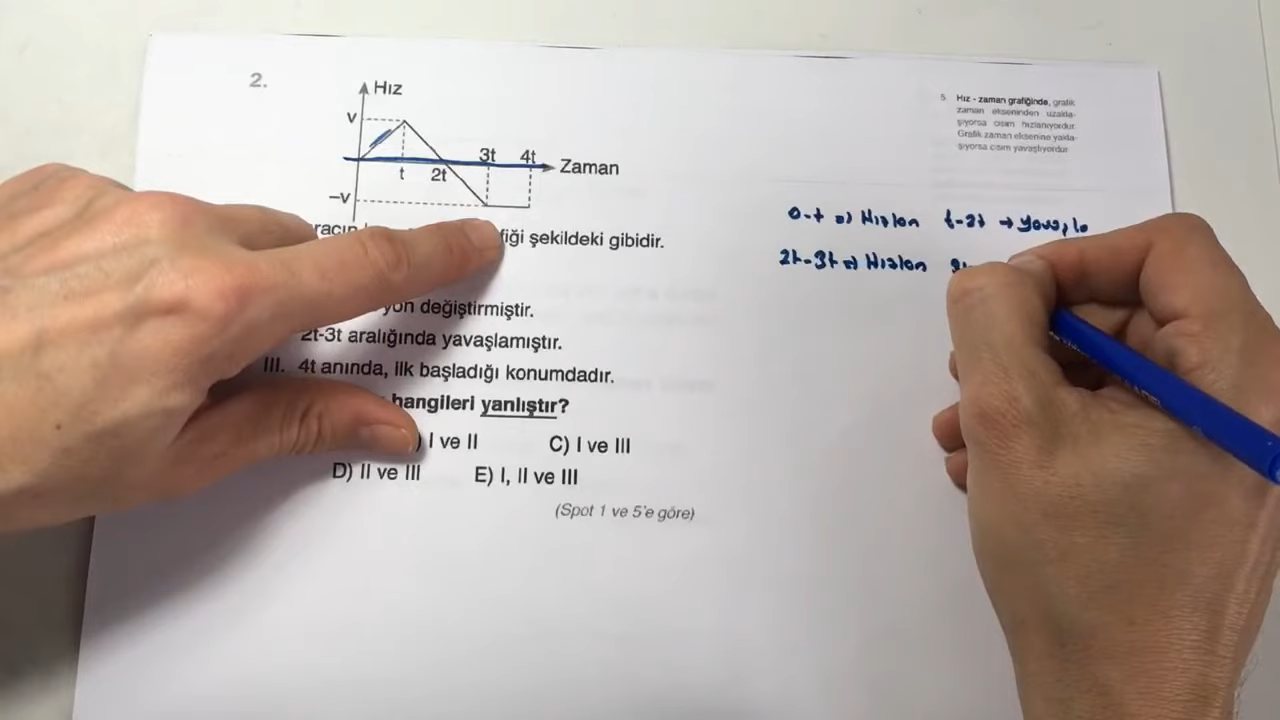 2.
Hız
V
3t 4t Zaman
t 2t
–V
şekildeki gibidir.
yön değiştirmiştir.
2t-3t aralığında yavaşlamıştır.
III. 4t anında, ilk başladığı konumdadır.
hangileri yanlıştır?
I ve II C) I ve III
D) II ve III E) I, II ve III
(Spot 1 ve 5'e göre)
5 Hız - zaman grafiğinde, grafik
zaman ekseninden uzakla-
şıyorsa cisim hızlanıyordur.
Grafik zaman eksenine yakla-
şıyorsa cisim yavaşlıyordur.
0-t ⇒ Hızlan t-2t → yavaşla
2t-3t ⇒ Hızlan